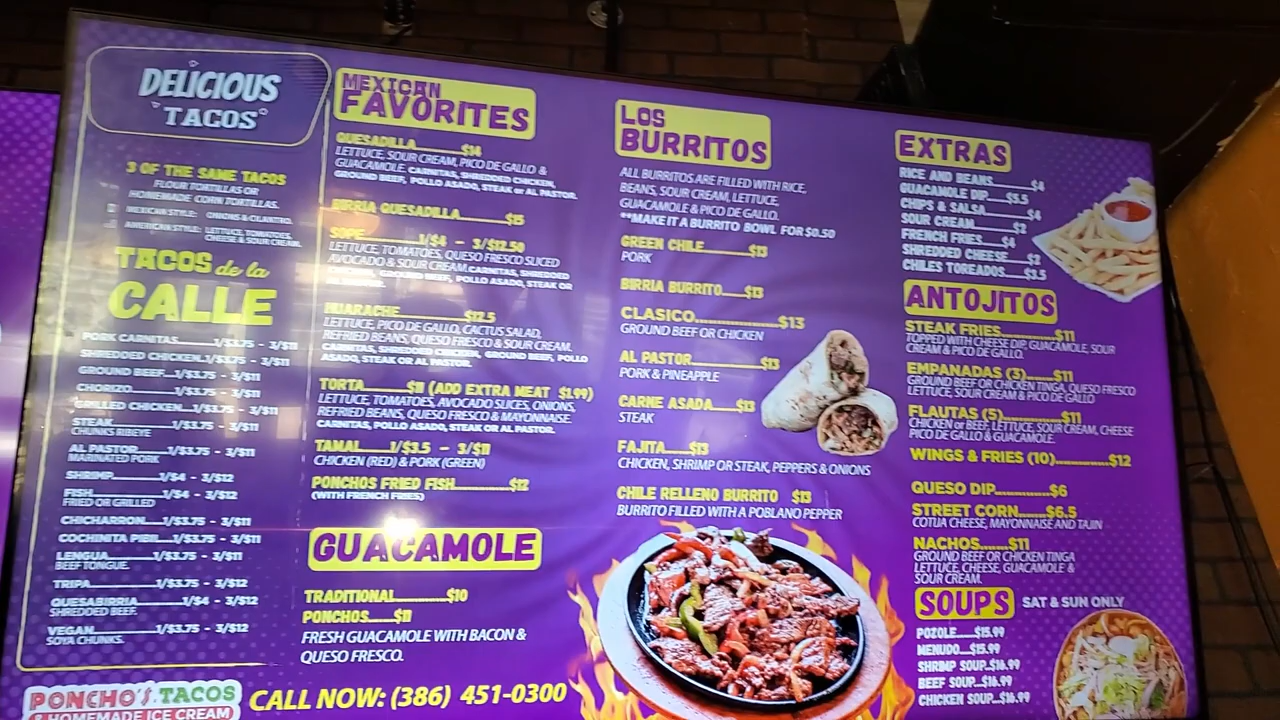 DELICIOUS
TACOS
3 OF THE SAME TACOS
FLOUR TORTILLAS OR
HOMEMADE CORN TORTILLAS.
MEXICAN STYLE: ONIONS & CILANTRO.
AMERICAN STYLE: LETTUCE, TOMATOES,
CHEESE & SOUR CREAM.
TACOS de la
CALLE
PORK CARNITAS.......1/$3.75 - 3/$11
SHREDDED CHICKEN..1/$3.75 - 3/$11
GROUND BEEF....1/$3.75 - 3/$11
CHORIZO............1/$3.75 - 3/$11
GRILLED CHICKEN....1/$3.75 - 3/$11
STEAK...............1/$3.75 - 3/$11
CHUNKS RIBEYE
AL PASTOR........1/$3.75 - 3/$11
MARINATED PORK
SHRIMP..............1/$4 - 3/$12
FISH.................1/$4 - 3/$12
FRIED OR GRILLED
CHICHARRON.....1/$3.75 - 3/$11
COCHINITA PIBIL...1/$3.75 - 3/$11
LENGUA..........1/$3.75 - 3/$11
BEEF TONGUE.
TRIPA..............1/$3.75 - 3/$12
QUESABIRRIA............1/$4 - 3/$12
SHREDDED BEEF.
VEGAN................1/$3.75 - 3/$12
SOYA CHUNKS.
PONCHO'S TACOS
& HOMEMADE ICE CREAM
MEXICAN
FAVORITES
QUESADILLA..........$14
LETTUCE, SOUR CREAM, PICO DE GALLO &
GUACAMOLE. CARNITAS, SHREDDED CHICKEN,
GROUND BEEF, POLLO ASADO, STEAK or AL PASTOR.
BIRRIA QUESADILLA..........$15
SOPE..............1/$4 - 3/$12.50
LETTUCE, TOMATOES, QUESO FRESCO SLICED
AVOCADO & SOUR CREAM. CARNITAS, SHREDDED
CHICKEN, GROUND BEEF, POLLO ASADO, STEAK OR
HUARACHE................$12.5
LETTUCE, PICO DE GALLO, CACTUS SALAD,
REFRIED BEANS, QUESO FRESCO & SOUR CREAM.
CARNITAS, SHREDDED CHICKEN, GROUND BEEF, POLLO
ASADO, STEAK OR AL PASTOR.
TORTA.........$11 (ADD EXTRA MEAT $1.99)
LETTUCE, TOMATOES, AVOCADO SLICES, ONIONS,
REFRIED BEANS, QUESO FRESCO & MAYONNAISE.
CARNITAS, POLLO ASADO, STEAK OR AL PASTOR.
TAMAL........1/$3.5 - 3/$11
CHICKEN (RED) & PORK (GREEN)
PONCHOS FRIED FISH..............$12
(WITH FRENCH FRIES)
GUACAMOLE
TRADITIONAL...............$10
PONCHOS.....$11
FRESH GUACAMOLE WITH BACON &
QUESO FRESCO.
CALL NOW: (386) 451-0300
LOS
BURRITOS
ALL BURRITOS ARE FILLED WITH RICE,
BEANS, SOUR CREAM, LETTUCE,
GUACAMOLE & PICO DE GALLO.
**MAKE IT A BURRITO BOWL FOR $0.50
GREEN CHILE.........$13
PORK
BIRRIA BURRITO.....$13
CLASICO................$13
GROUND BEEF OR CHICKEN
AL PASTOR..............$13
PORK & PINEAPPLE
CARNE ASADA.....$13
STEAK
FAJITA.....$13
CHICKEN, SHRIMP OR STEAK, PEPPERS & ONIONS
CHILE RELLENO BURRITO $13
BURRITO FILLED WITH A POBLANO PEPPER
EXTRAS
RICE AND BEANS.......$4
GUACAMOLE DIP.....$5.5
CHIPS & SALSA........$4
SOUR CREAM........$2
FRENCH FRIES....$4
SHREDDED CHEESE....$2
CHILES TOREADOS....$3.5
ANTOJITOS
STEAK FRIES.............$11
TOPPED WITH CHEESE DIP, GUACAMOLE, SOUR
CREAM & PICO DE GALLO.
EMPANADAS (3).......$11
GROUND BEEF OR CHICKEN TINGA, QUESO FRESCO
LETTUCE, SOUR CREAM & PICO DE GALLO
FLAUTAS (5)...........$11
CHICKEN or BEEF, LETTUCE, SOUR CREAM, CHEESE
PICO DE GALLO & GUACAMOLE.
WINGS & FRIES (10).............$12
QUESO DIP.............$6
STREET CORN.......$6.5
COTIJA CHEESE, MAYONNAISE AND TAJIN
NACHOS.......$11
GROUND BEEF OR CHICKEN TINGA
LETTUCE, CHEESE, GUACAMOLE &
SOUR CREAM.
SOUPS SAT & SUN ONLY
POZOLE......$15.99
MENUDO...$15.99
SHRIMP SOUP..$16.99
BEEF SOUP...$16.99
CHICKEN SOUP...$16.99